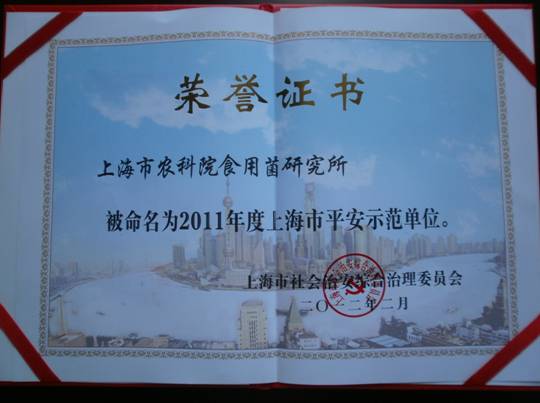 荣誉证书
上海市农科院食用菌研究所
被命名为2011年度上海市平安示范单位。
上海市社会治安综合治理委员会
二〇一二年二月